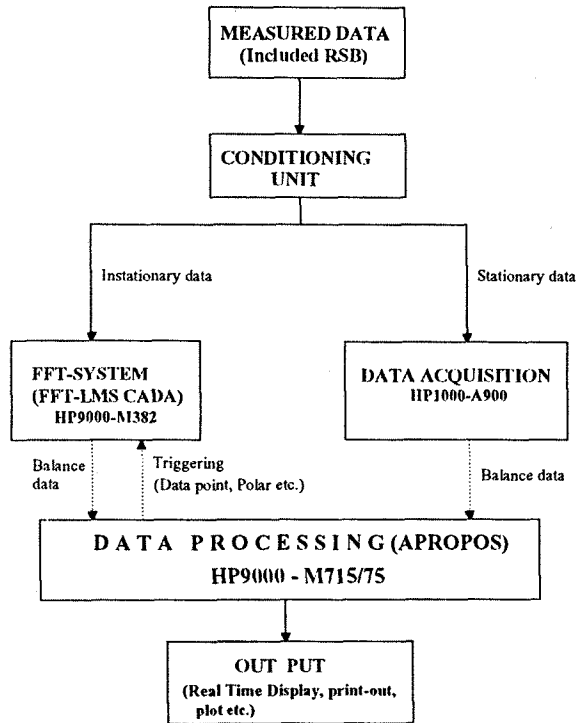 MEASURED DATA
(Included RSB)
CONDITIONING
UNIT
Instationary data
Stationary data
FFT-SYSTEM
(FFT-LMS CADA)
HP9000-M382
DATA ACQUISITION
HP1000-A900
Balance
data
Triggering
(Data point, Polar etc.)
Balance data
DATA PROCESSING (APROPOS)
HP9000 - M715/75
OUT PUT
(Real Time Display, print-out,
plot etc.)